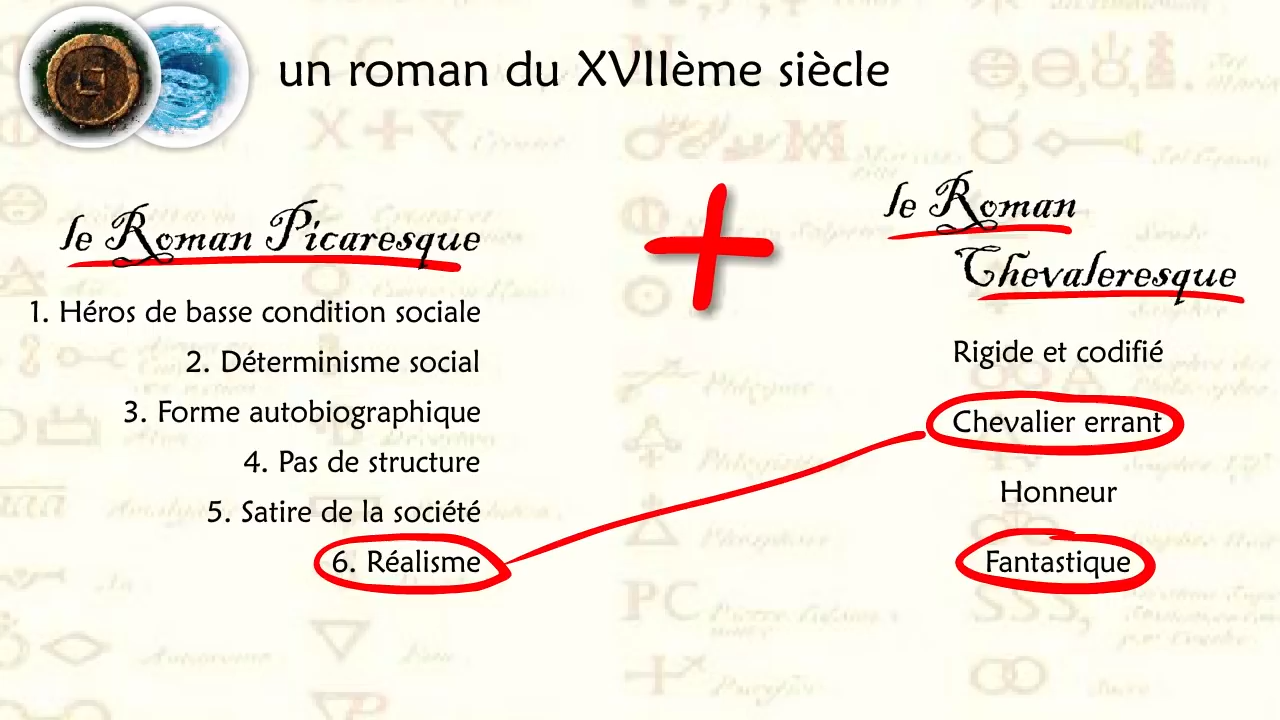 un roman du XVIIème siècle
le Roman Picaresque
1. Héros de basse condition sociale
2. Déterminisme social
3. Forme autobiographique
4. Pas de structure
5. Satire de la société
6. Réalisme
le Roman
Chevaleresque
Rigide et codifié
Chevalier errant
Honneur
Fantastique